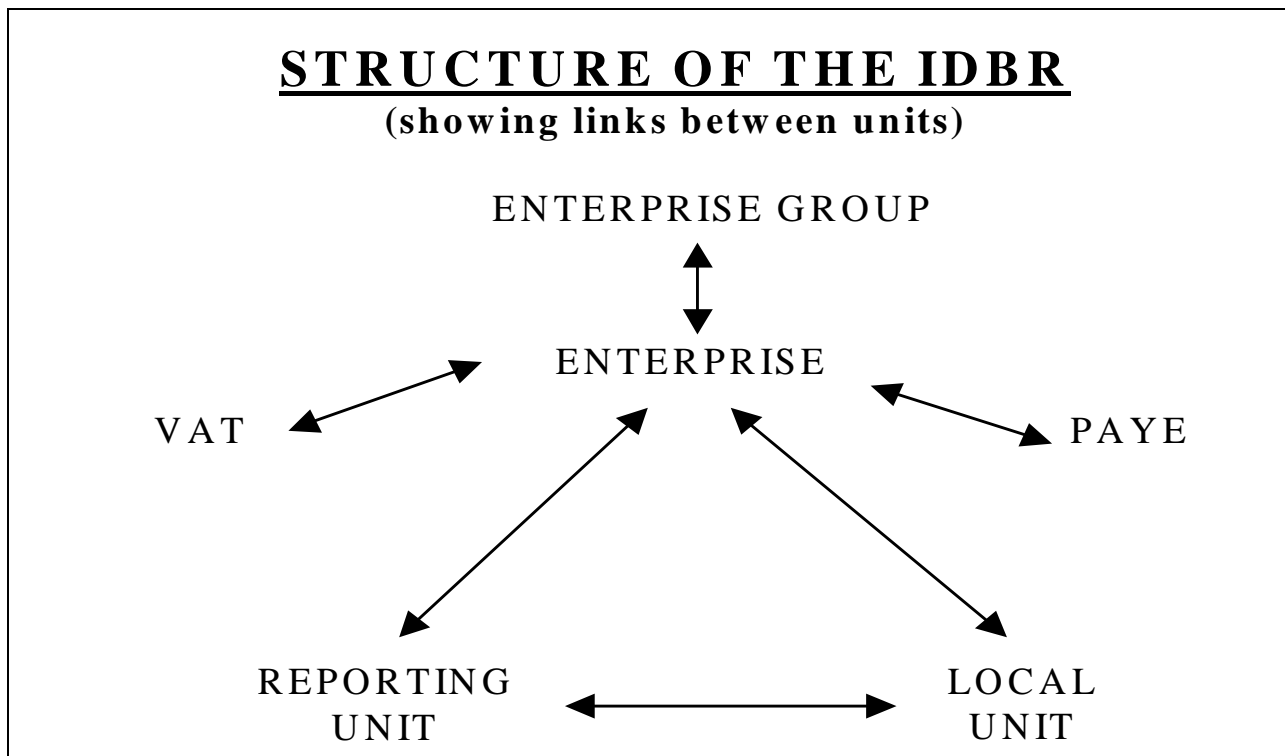 STRUCTURE OF THE IDBR
(showing links between units)
ENTERPRISE GROUP
ENTERPRISE
VAT
PAYE
REPORTING
UNIT
LOCAL
UNIT